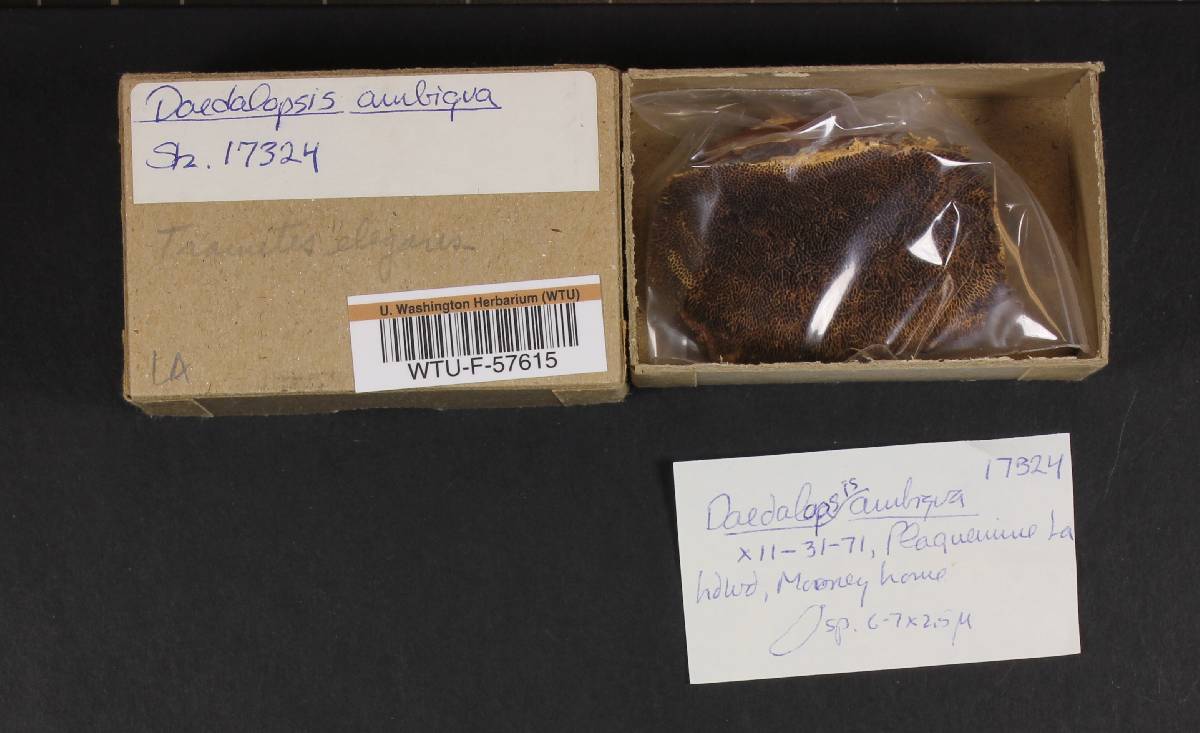 Daedalopsis ambigua
Stz. 17324
Trametes elegans
U. Washington Herbarium (WTU)
WTU-F-57615
LA
17324
Daedalopsis ambigua
XII-31-71, Plaquemine La
hdwd, Mooney home
sp. 6-7x2.5µ